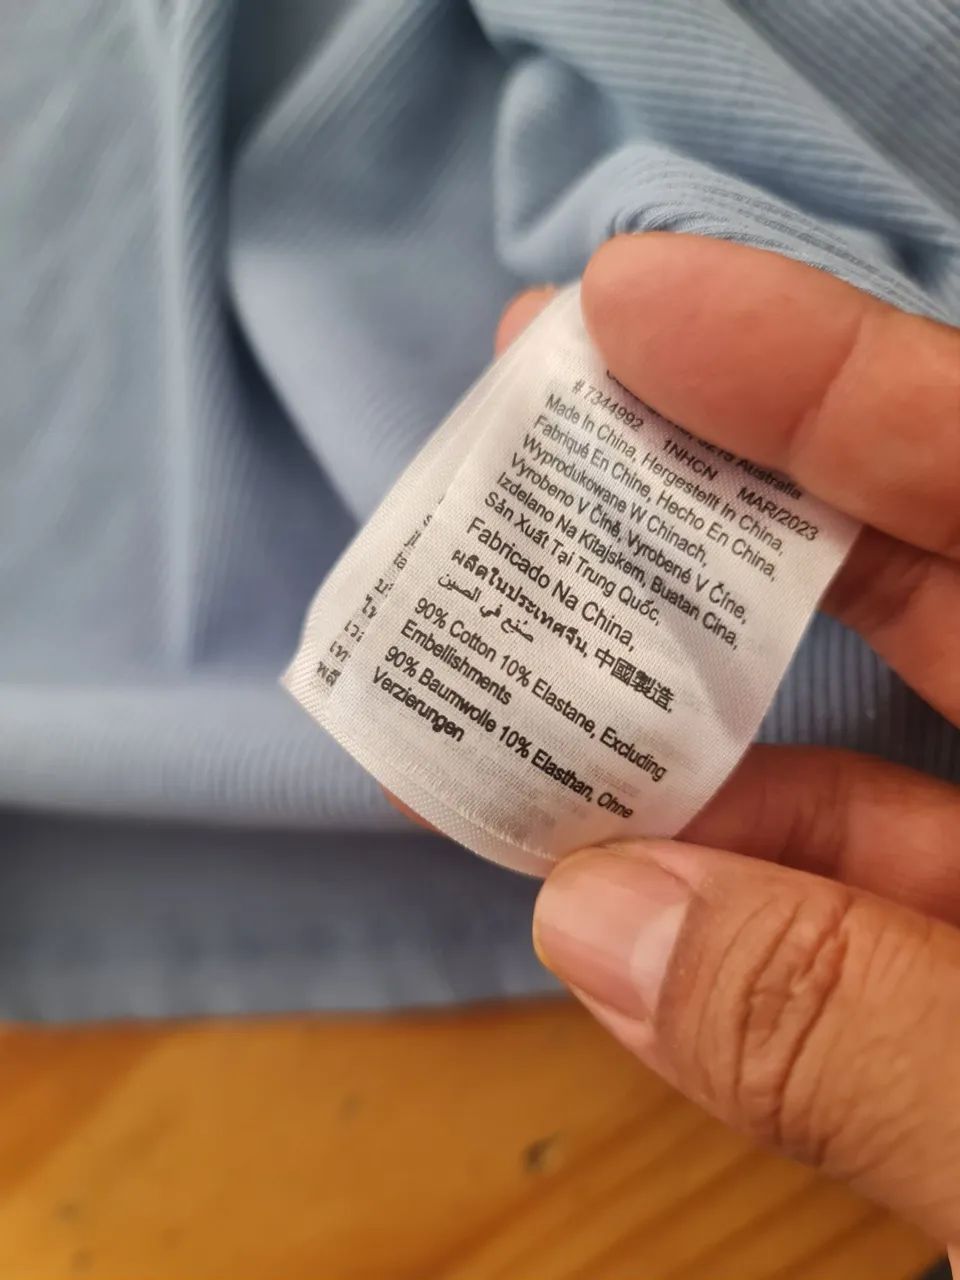 3215 Australia
#7344992 1NHCN MAR/2023
Made In China, Hergestellt In China,
Fabriqué En Chine, Hecho En China,
Wyprodukowane W Chinach,
Vyrobeno V Číně, Vyrobené V Číne,
Izdelano Na Kitajskem, Buatan Cina,
Sản Xuất Tại Trung Quốc,
Fabricado Na China,
ผลิตในประเทศจีน, 中國製造,
صُنع في الصين
90% Cotton 10% Elastane, Excluding
Embellishments
90% Baumwolle 10% Elasthan, Ohne
Verzierungen